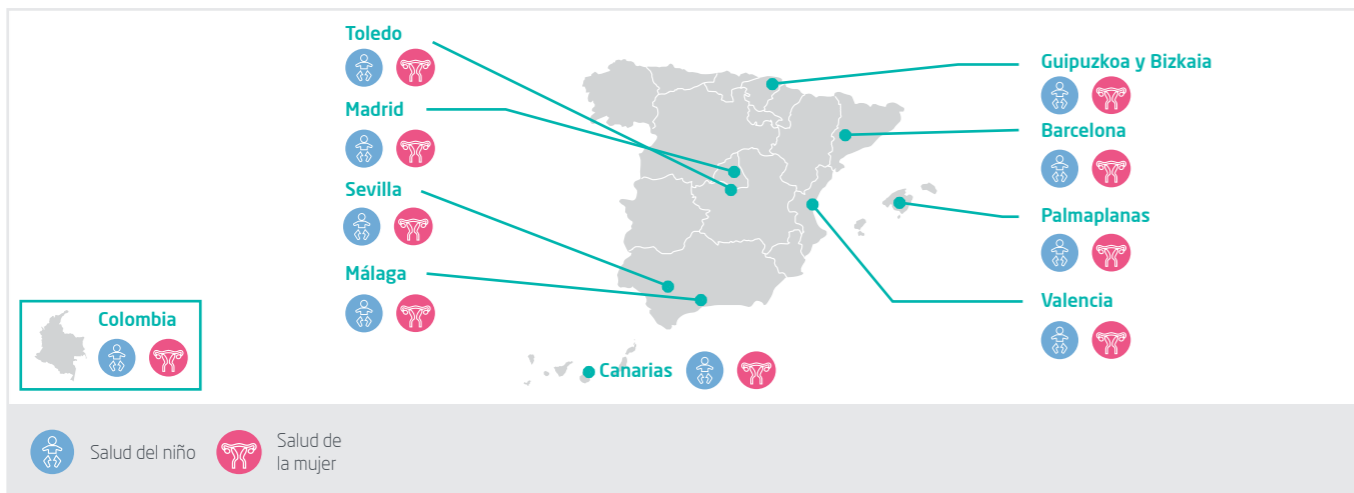 Toledo
Madrid
Sevilla
Málaga
Guipuzkoa y Bizkaia
Barcelona
Palmaplanas
Valencia
Colombia
Canarias
Salud del niño
Salud de
la mujer